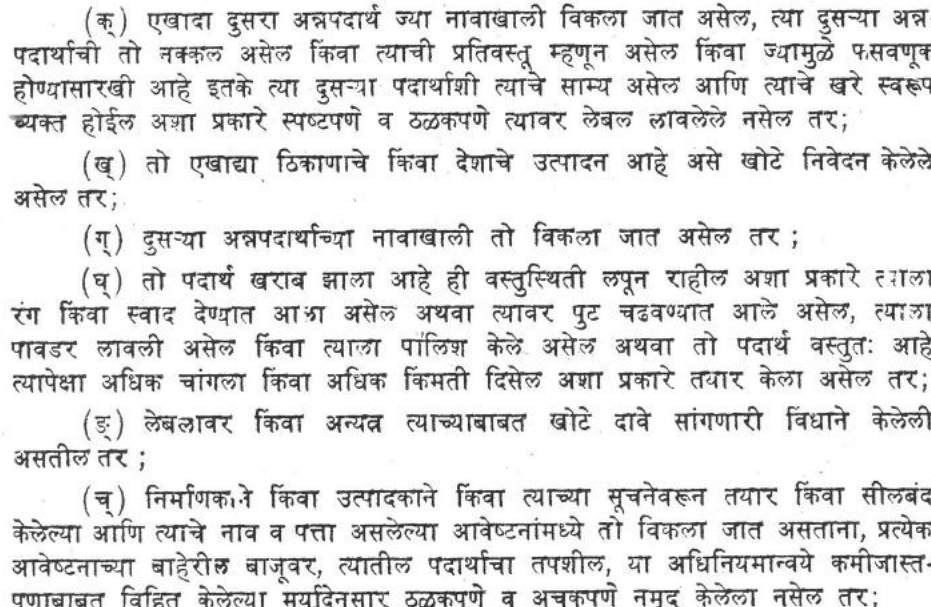 (क्) एखादा दुसरा अन्नपदार्थ ज्या नावाखाली विकला जात असेल, त्या दुसऱ्या अन्न-
पदार्थाची तो नक्कल असेल किंवा त्याची प्रतिवस्तू म्हणून असेल किंवा ज्यामुळे फसवणूक
होण्यासारखी आहे इतके त्या दुसऱ्या पदार्थाशी त्याचे साम्य असेल आणि त्याचे खरे स्वरूप
व्यक्त होईल अशा प्रकारे स्पष्टपणे व ठळकपणे त्यावर लेबल लावलेले नसेल तर;
(ख्) तो एखाद्या ठिकाणाचे किंवा देशाचे उत्पादन आहे असे खोटे निवेदन केलेले
असेल तर;
(ग्) दुसऱ्या अन्नपदार्थाच्या नावाखाली तो विकला जात असेल तर ;
(घ्) तो पदार्थ खराब झाला आहे ही वस्तुस्थिती लपून राहील अशा प्रकारे त्याला
रंग किंवा स्वाद देण्यात आला असेल अथवा त्यावर पुट चढवण्यात आले असेल, त्याला
पावडर लावली असेल किंवा त्याला पॉलिश केले असेल अथवा तो पदार्थ वस्तुतः आहे
त्यापेक्षा अधिक चांगला किंवा अधिक किंमती दिसेल अशा प्रकारे तयार केला असेल तर;
(ङ्) लेबलावर किंवा अन्यत्र त्याच्याबाबत खोटे दावे सांगणारी विधाने केलेली
असतील तर ;
(च्) निर्माणकाने किंवा उत्पादकाने किंवा त्याच्या सूचनेवरून तयार किंवा सीलबंद
केलेल्या आणि त्याचे नाव व पत्ता असलेल्या आवेष्टनांमध्ये तो विकला जात असताना, प्रत्येक
आवेष्टनाच्या बाहेरील बाजूवर, त्यातील पदार्थाचा तपशील, या अधिनियमान्वये कमीजास्त-
पणाबाबत विहित केलेल्या मर्यादेनुसार ठळकपणे व अचूकपणे नमूद केलेला नसेल तर;